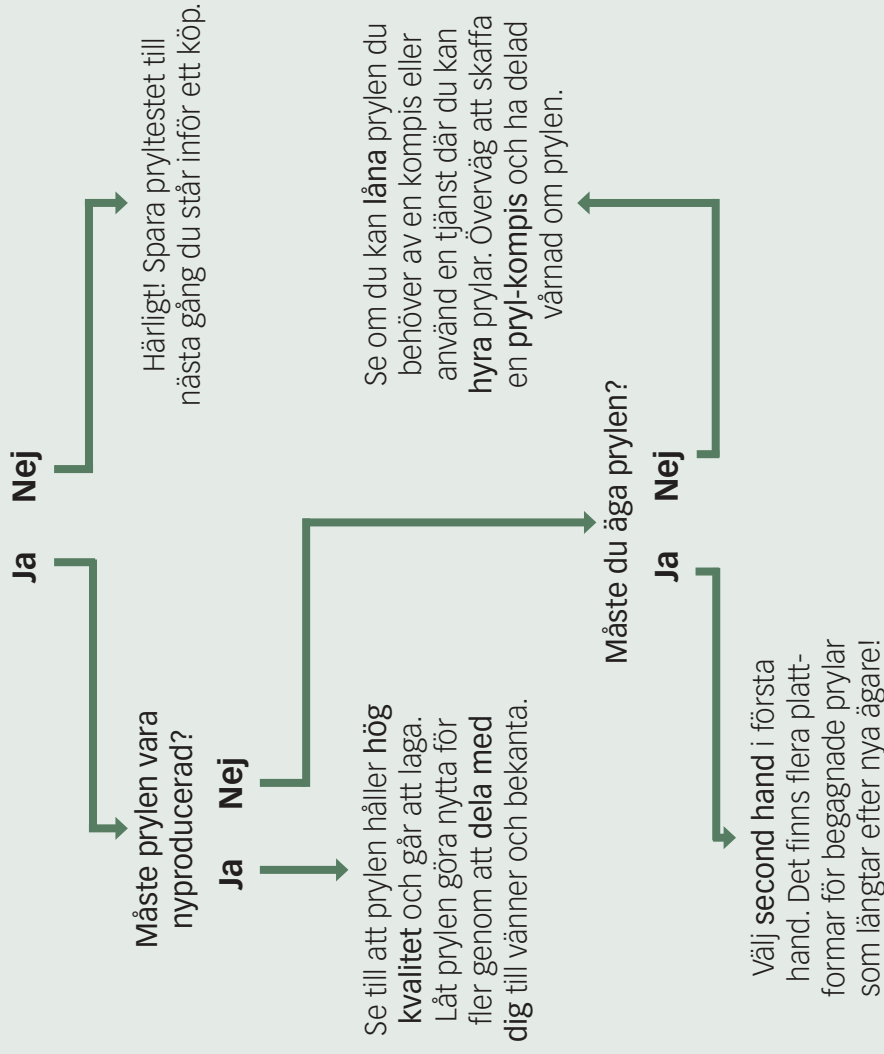 Ja Nej
Härligt! Spara pryltestet till
nästa gång du står inför ett köp.
Måste prylen vara
nyproducerad?
Ja Nej
Se till att prylen håller hög
kvalitet och går att laga.
Låt prylen göra nytta för
fler genom att dela med
dig till vänner och bekanta.
Se om du kan låna prylen du
behöver av en kompis eller
använd en tjänst där du kan
hyra prylar. Överväg att skaffa
en pryl-kompis och ha delad
vårnad om prylen.
Måste du äga prylen?
Ja Nej
Välj second hand i första
hand. Det finns flera platt-
formar för begagnade prylar
som längtar efter nya ägare!